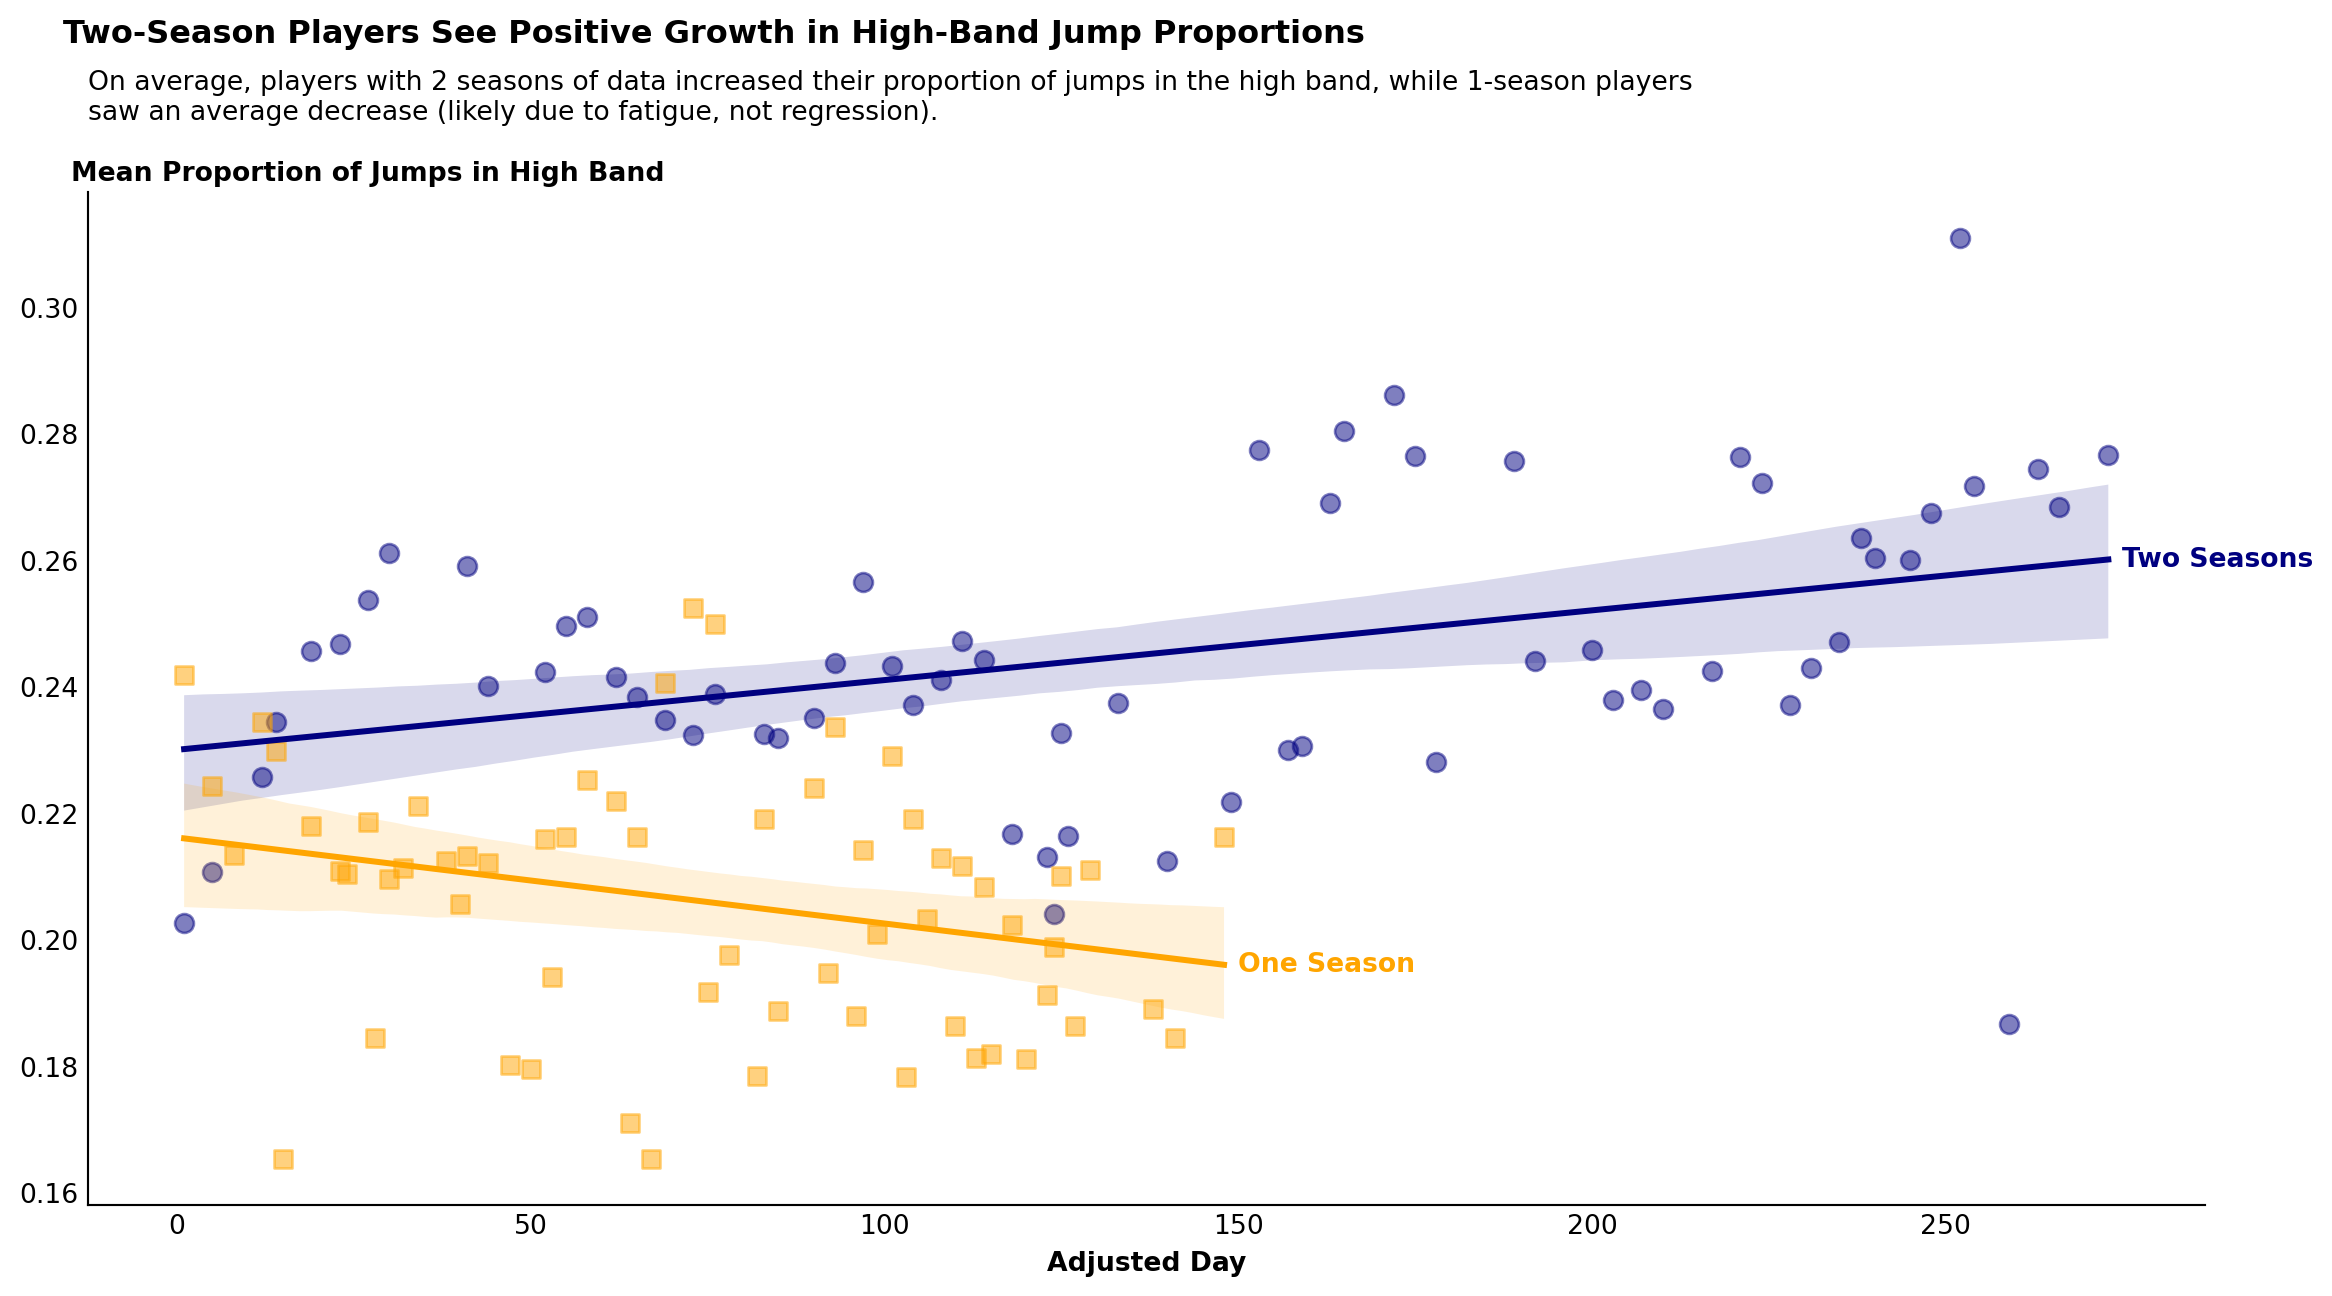 Two-Season Players See Positive Growth in High-Band Jump Proportions
On average, players with 2 seasons of data increased their proportion of jumps in the high band, while 1-season players
saw an average decrease (likely due to fatigue, not regression).
Mean Proportion of Jumps in High Band
0.30
0.28
0.26
Two Seasons
0.24
0.22
0.20
One Season
0.18
0.16
0 50 100 150 200 250
Adjusted Day